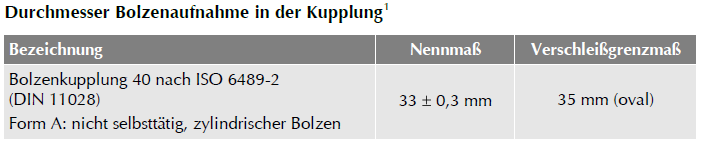 Durchmesser Bolzenaufnahme in der Kupplung¹
Bezeichnung Nennmaß Verschleißgrenzmaß
Bolzenkupplung 40 nach ISO 6489-2
(DIN 11028) 33 ± 0,3 mm 35 mm (oval)
Form A: nicht selbsttätig, zylindrischer Bolzen